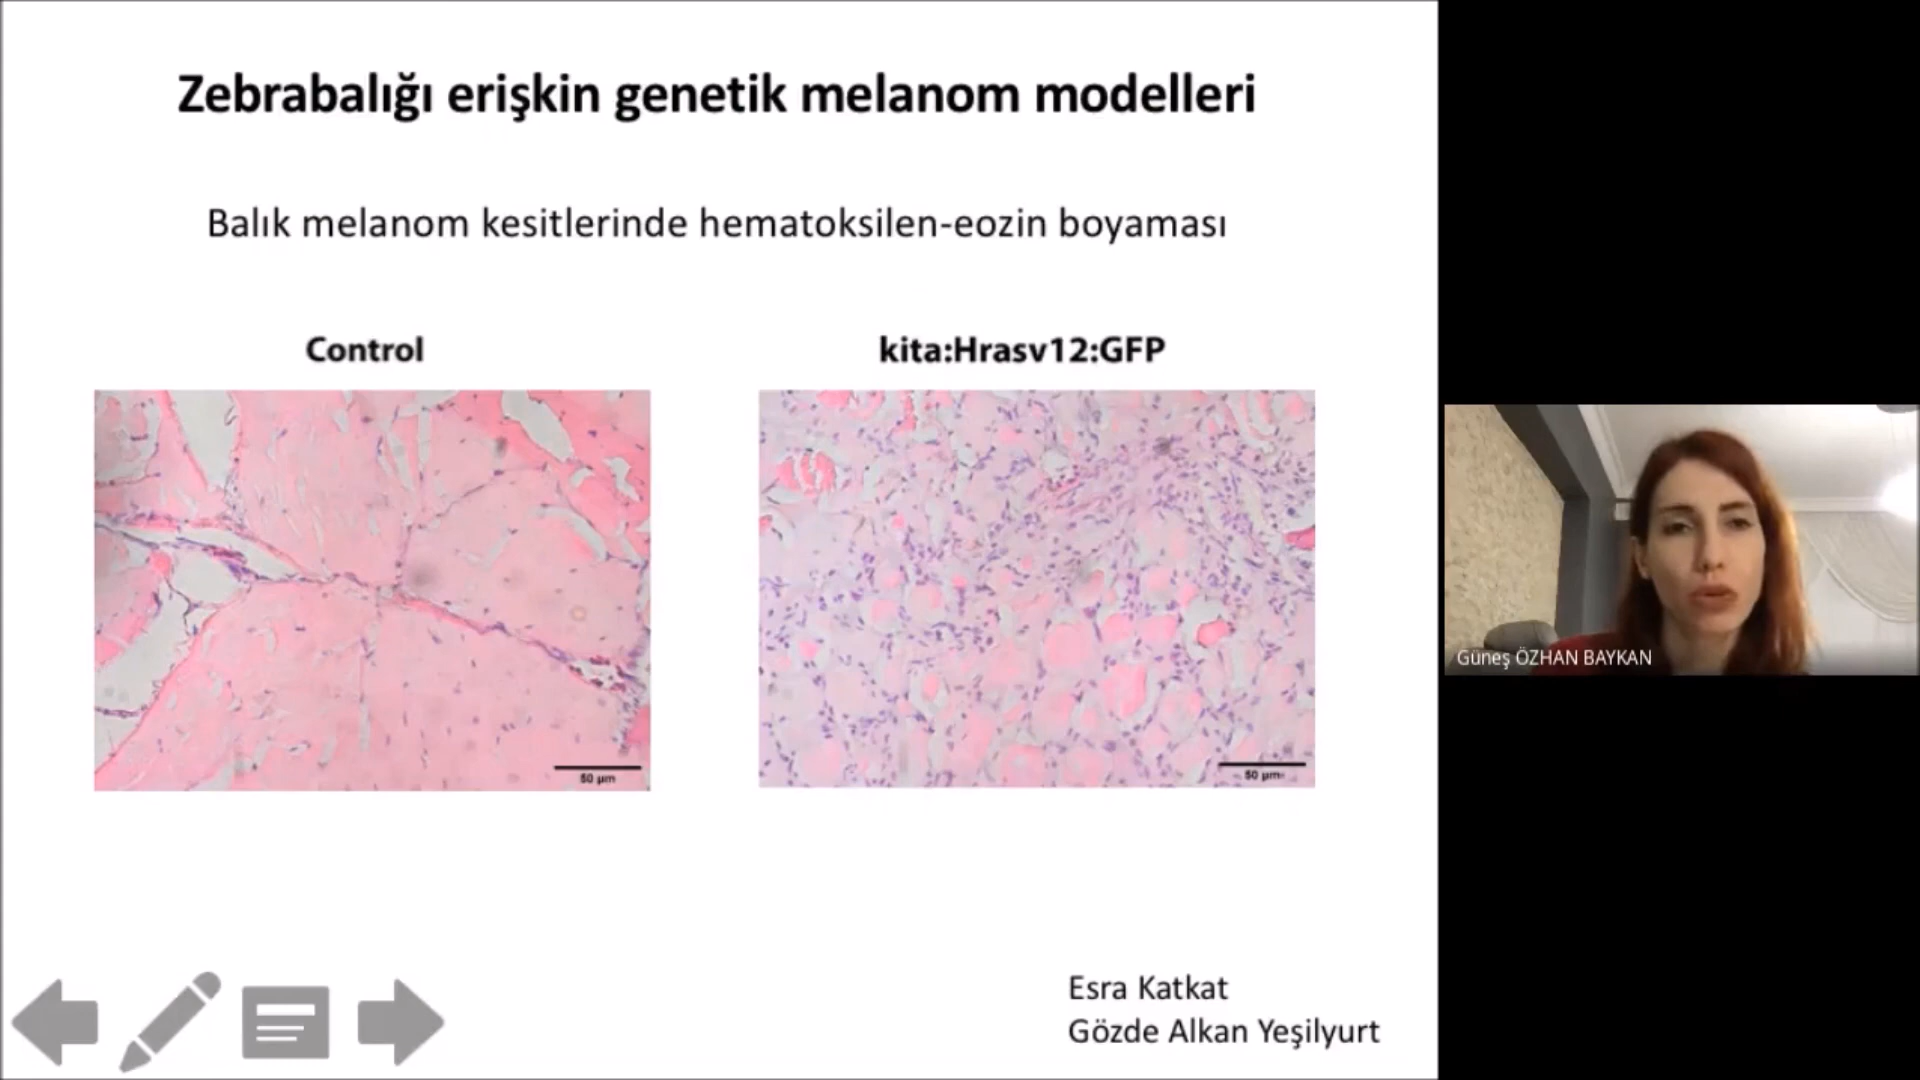 Zebrabalığı erişkin genetik melanom modelleri
Balık melanom kesitlerinde hematoksilen-eozin boyaması
Control
kita:Hrasv12:GFP
50 µm
50 µm
Esra Katkat
Gözde Alkan Yeşilyurt
Güneş ÖZHAN BAYKAN